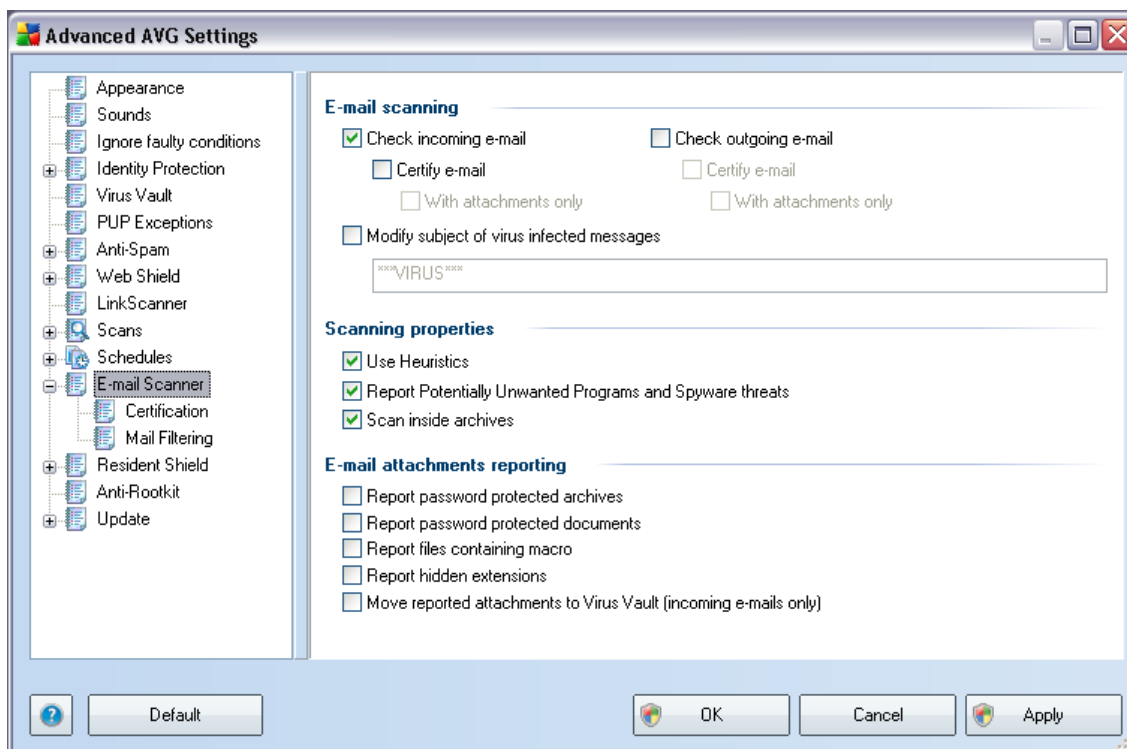 Advanced AVG Settings
Appearance
Sounds
Ignore faulty conditions
Identity Protection
Virus Vault
PUP Exceptions
Anti-Spam
Web Shield
LinkScanner
Scans
Schedules
E-mail Scanner
Certification
Mail Filtering
Resident Shield
Anti-Rootkit
Update
E-mail scanning
Check incoming e-mail
Check outgoing e-mail
Certify e-mail
Certify e-mail
With attachments only
With attachments only
Modify subject of virus infected messages
***VIRUS***
Scanning properties
Use Heuristics
Report Potentially Unwanted Programs and Spyware threats
Scan inside archives
E-mail attachments reporting
Report password protected archives
Report password protected documents
Report files containing macro
Report hidden extensions
Move reported attachments to Virus Vault (incoming e-mails only)
?
Default
OK
Cancel
Apply